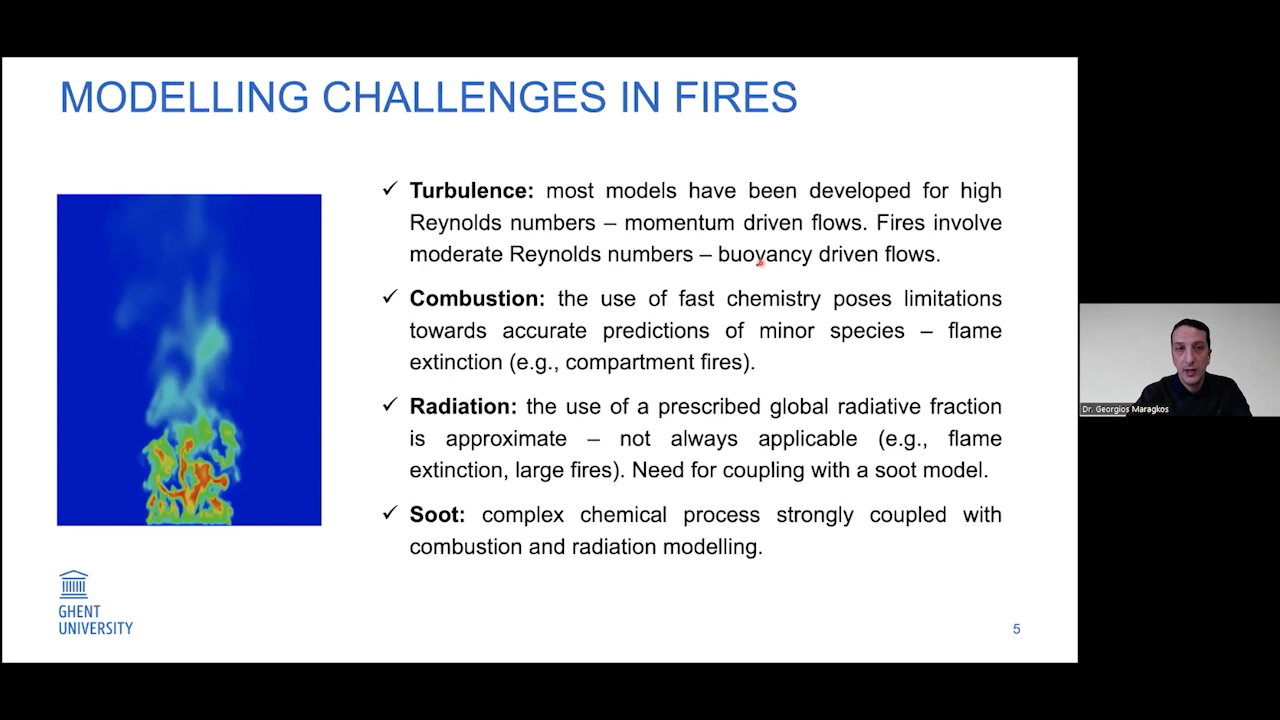 MODELLING CHALLENGES IN FIRES
✓ Turbulence: most models have been developed for high
Reynolds numbers – momentum driven flows. Fires involve
moderate Reynolds numbers – buoyancy driven flows.
✓ Combustion: the use of fast chemistry poses limitations
towards accurate predictions of minor species – flame
extinction (e.g., compartment fires).
✓ Radiation: the use of a prescribed global radiative fraction
is approximate – not always applicable (e.g., flame
extinction, large fires). Need for coupling with a soot model.
✓ Soot: complex chemical process strongly coupled with
combustion and radiation modelling.
GHENT
UNIVERSITY
5
Dr. Georgios Maragkos